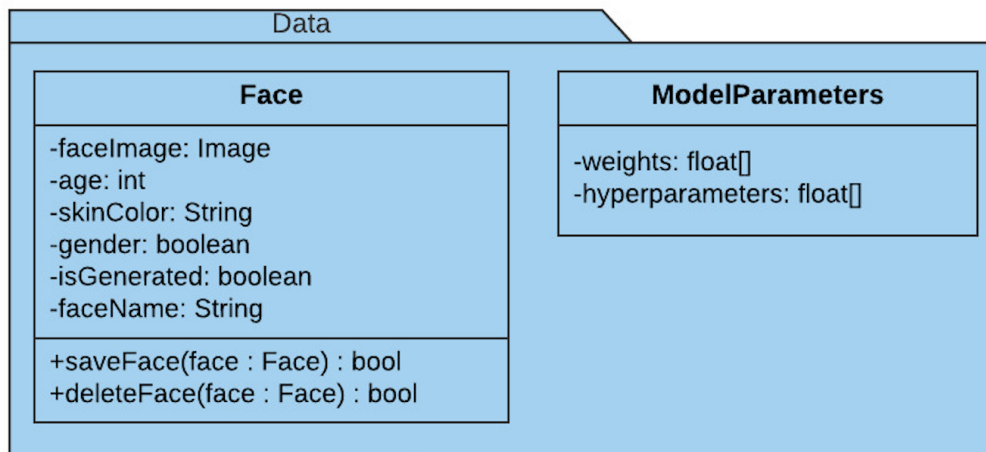 Data
Face
-faceImage: Image
-age: int
-skinColor: String
-gender: boolean
-isGenerated: boolean
-faceName: String
+saveFace(face : Face) : bool
+deleteFace(face : Face) : bool
ModelParameters
-weights: float[]
-hyperparameters: float[]